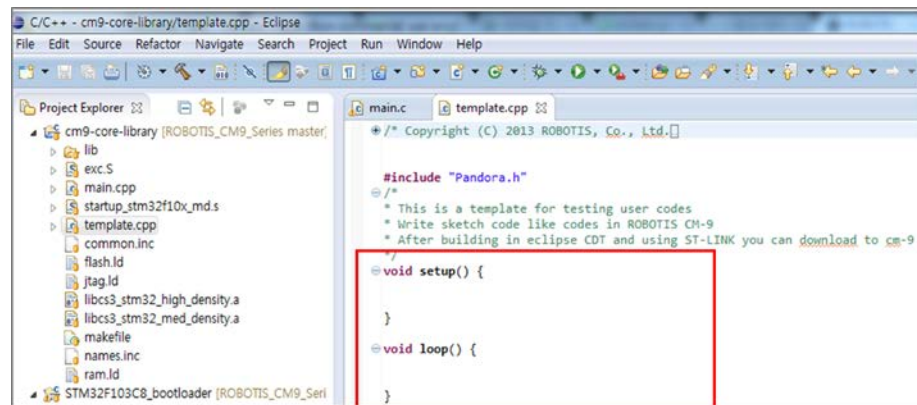 C/C++ - cm9-core-library/template.cpp - Eclipse
File Edit Source Refactor Navigate Search Project Run Window Help
Project Explorer
main.c
template.cpp
cm9-core-library [ROBOTIS_CM9_Series master]
lib
exc.S
main.cpp
startup_stm32f10x_md.s
template.cpp
common.inc
flash.ld
jtag.ld
libcs3_stm32_high_density.a
libcs3_stm32_med_density.a
makefile
names.inc
ram.ld
STM32F103C8_bootloader [ROBOTIS_CM9_Seri
/* Copyright (C) 2013 ROBOTIS, Co., Ltd.
#include "Pandora.h"
/*
* This is a template for testing user codes
* Write sketch code like codes in ROBOTIS CM-9
* After building in eclipse CDT and using ST-LINK you can download to cm-9
*/
void setup() {
}
void loop() {
}